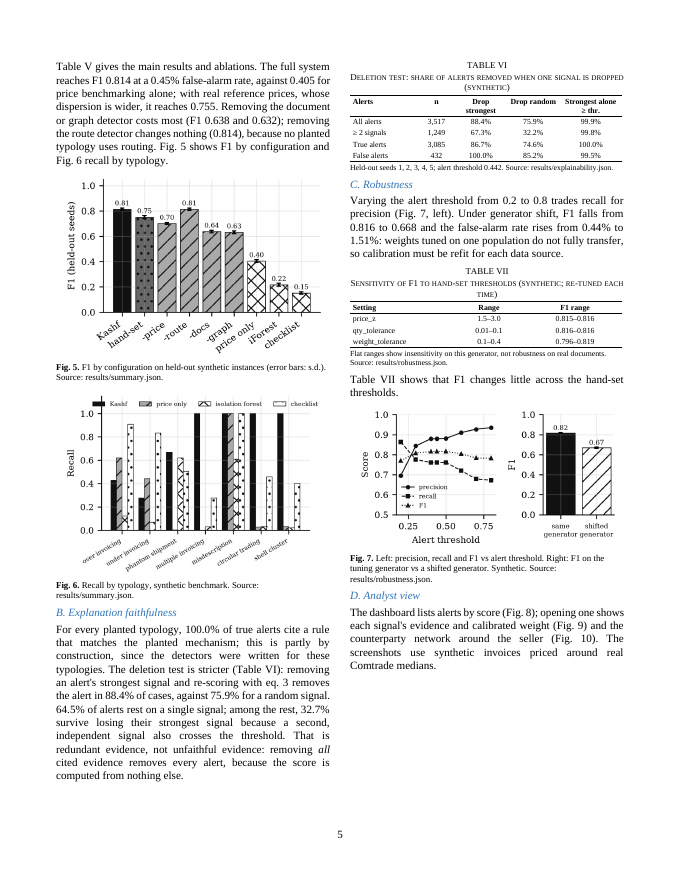 Table V gives the main results and ablations. The full system
reaches F1 0.814 at a 0.45% false-alarm rate, against 0.405 for
price benchmarking alone; with real reference prices, whose
dispersion is wider, it reaches 0.755. Removing the document
or graph detector costs most (F1 0.638 and 0.632); removing
the route detector changes nothing (0.814), because no planted
typology uses routing. Fig. 5 shows F1 by configuration and
Fig. 6 recall by typology.
F1 (held-out seeds)
1.0
0.8
0.6
0.4
0.2
0.0
0.81
0.75
0.70
0.81
0.64
0.63
0.40
0.22
0.15
Kashf
hand-set
-price
-route
-docs
-graph
price only
iForest
checklist
Fig. 5. F1 by configuration on held-out synthetic instances (error bars: s.d.).
Source: results/summary.json.
Kashf price only isolation forest checklist
Recall
1.0
0.8
0.6
0.4
0.2
0.0
over invoicing
under invoicing
phantom shipment
multiple invoicing
misdescription
circular trading
shell cluster
Fig. 6. Recall by typology, synthetic benchmark. Source:
results/summary.json.
B. Explanation faithfulness
For every planted typology, 100.0% of true alerts cite a rule
that matches the planted mechanism; this is partly by
construction, since the detectors were written for these
typologies. The deletion test is stricter (Table VI): removing
an alert's strongest signal and re-scoring with eq. 3 removes
the alert in 88.4% of cases, against 75.9% for a random signal.
64.5% of alerts rest on a single signal; among the rest, 32.7%
survive losing their strongest signal because a second,
independent signal also crosses the threshold. That is
redundant evidence, not unfaithful evidence: removing all
cited evidence removes every alert, because the score is
computed from nothing else.
TABLE VI
DELETION TEST: SHARE OF ALERTS REMOVED WHEN ONE SIGNAL IS DROPPED
(SYNTHETIC)
Alerts n Drop strongest Drop random Strongest alone ≥ thr.
All alerts 3,517 88.4% 75.9% 99.9%
≥ 2 signals 1,249 67.3% 32.2% 99.8%
True alerts 3,085 86.7% 74.6% 100.0%
False alerts 432 100.0% 85.2% 99.5%
Held-out seeds 1, 2, 3, 4, 5; alert threshold 0.442. Source: results/explainability.json.
C. Robustness
Varying the alert threshold from 0.2 to 0.8 trades recall for
precision (Fig. 7, left). Under generator shift, F1 falls from
0.816 to 0.668 and the false-alarm rate rises from 0.44% to
1.51%: weights tuned on one population do not fully transfer,
so calibration must be refit for each data source.
TABLE VII
SENSITIVITY OF F1 TO HAND-SET THRESHOLDS (SYNTHETIC; RE-TUNED EACH
TIME)
Setting Range F1 range
price_z 1.5–3.0 0.815–0.816
qty_tolerance 0.01–0.1 0.816–0.816
weight_tolerance 0.1–0.4 0.796–0.819
Flat ranges show insensitivity on this generator, not robustness on real documents.
Source: results/robustness.json.
Table VII shows that F1 changes little across the hand-set
thresholds.
Score
1.0
0.9
0.8
0.7
0.6
0.5
precision
recall
F1
0.25 0.50 0.75
Alert threshold
F1
1.0
0.8
0.6
0.4
0.2
0.0
0.82
0.67
same generator
shifted generator
Fig. 7. Left: precision, recall and F1 vs alert threshold. Right: F1 on the
tuning generator vs a shifted generator. Synthetic. Source:
results/robustness.json.
D. Analyst view
The dashboard lists alerts by score (Fig. 8); opening one shows
each signal's evidence and calibrated weight (Fig. 9) and the
counterparty network around the seller (Fig. 10). The
screenshots use synthetic invoices priced around real
Comtrade medians.
5